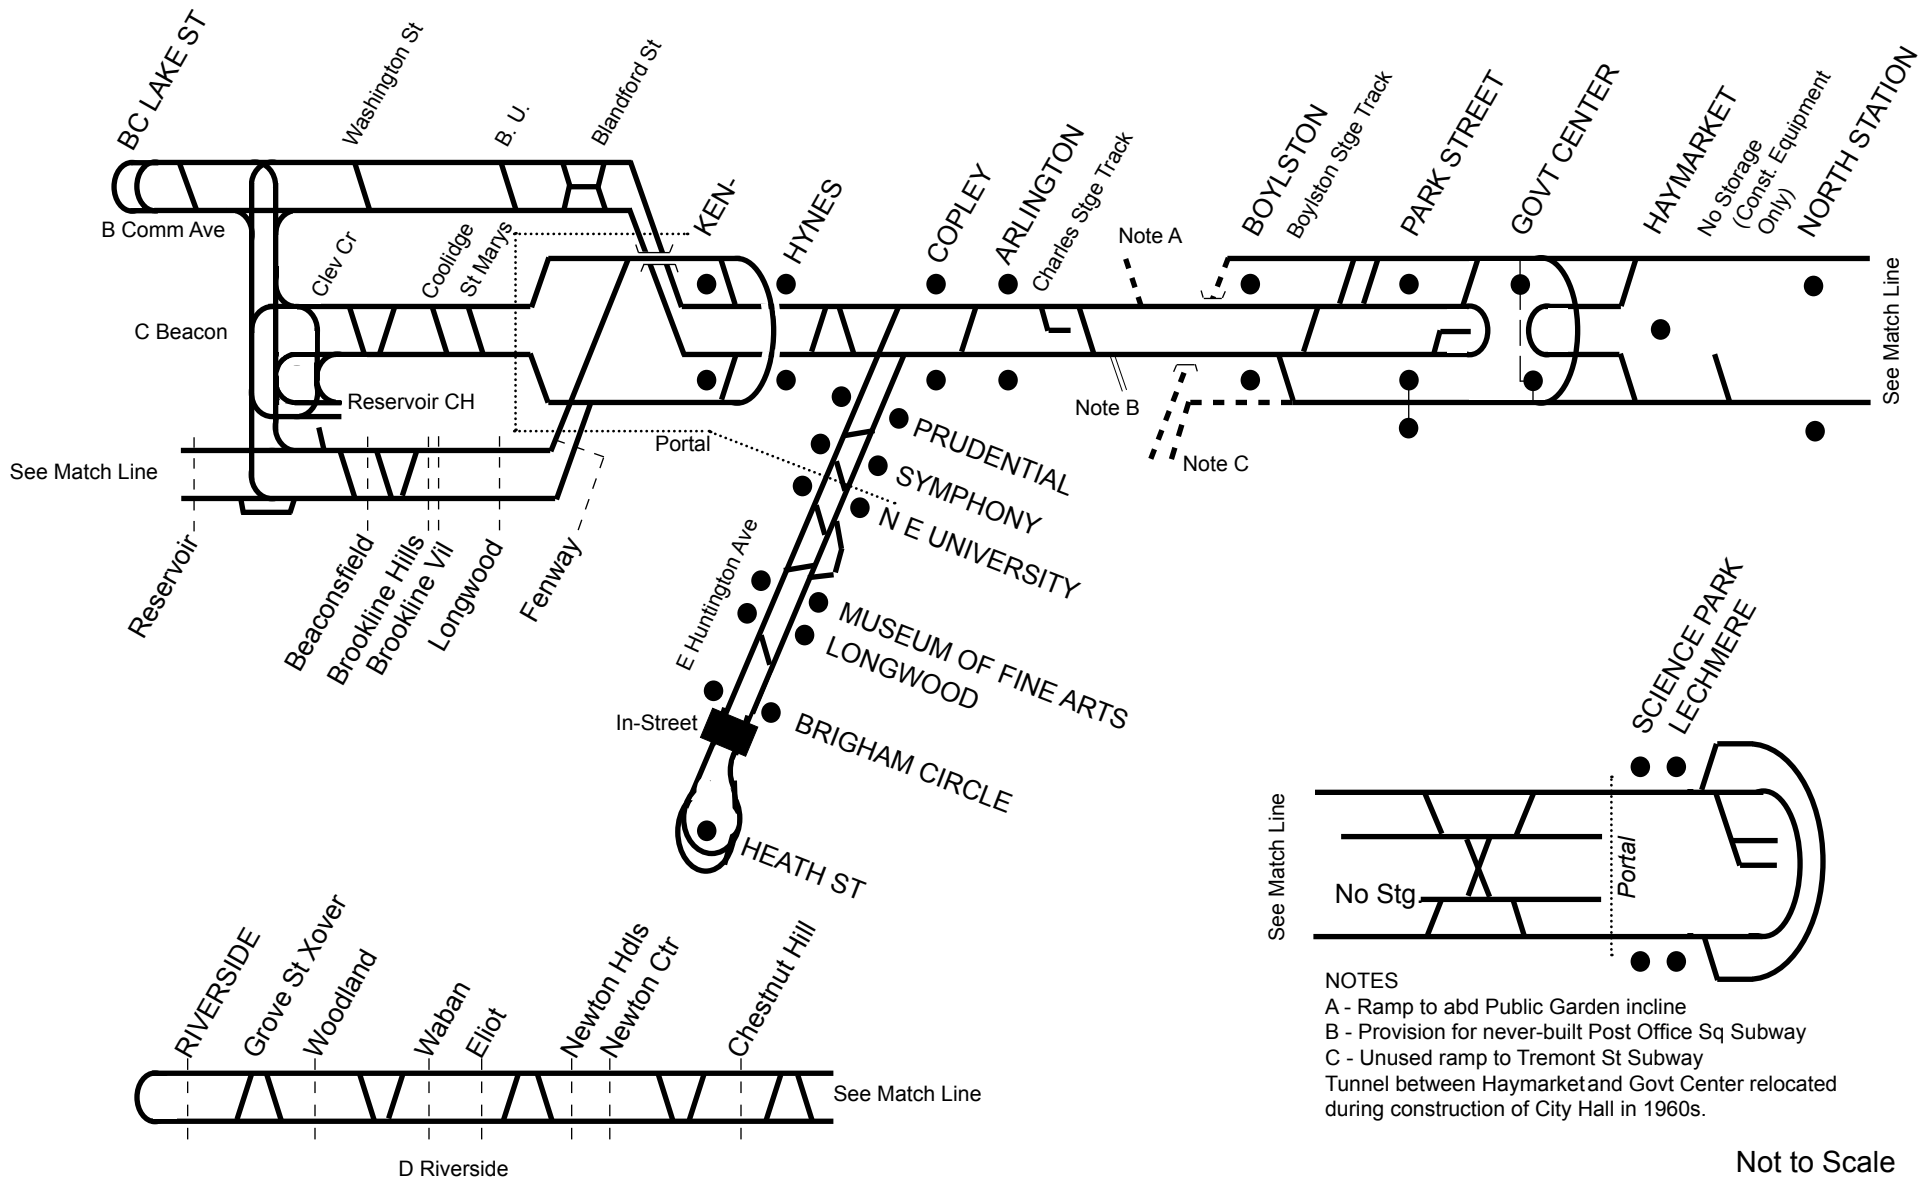 BC LAKE ST
Washington St
B. U.
Blandford St
KEN-
HYNES
COPLEY
ARLINGTON
Charles Stge Track
Note A
BOYLSTON
Boylston Stge Track
PARK STREET
GOVT CENTER
HAYMARKET
No Storage
(Const. Equipment
Only)
NORTH STATION
See Match Line
B Comm Ave
Clev Cr
Coolidge
St Marys
C Beacon
Reservoir CH
Portal
Note B
Note C
See Match Line
Reservoir
Beaconsfield
Brookline Hills
Brookline Vil
Longwood
Fenway
E Huntington Ave
PRUDENTIAL
SYMPHONY
N E UNIVERSITY
MUSEUM OF FINE ARTS
LONGWOOD
In-Street
BRIGHAM CIRCLE
HEATH ST
SCIENCE PARK
LECHMERE
See Match Line
No Stg.
Portal
RIVERSIDE
Grove St Xover
Woodland
Waban
Eliot
Newton Hdls
Newton Ctr
Chestnut Hill
See Match Line
D Riverside
NOTES
A - Ramp to abd Public Garden incline
B - Provision for never-built Post Office Sq Subway
C - Unused ramp to Tremont St Subway
Tunnel between Haymarket and Govt Center relocated
during construction of City Hall in 1960s.
Not to Scale